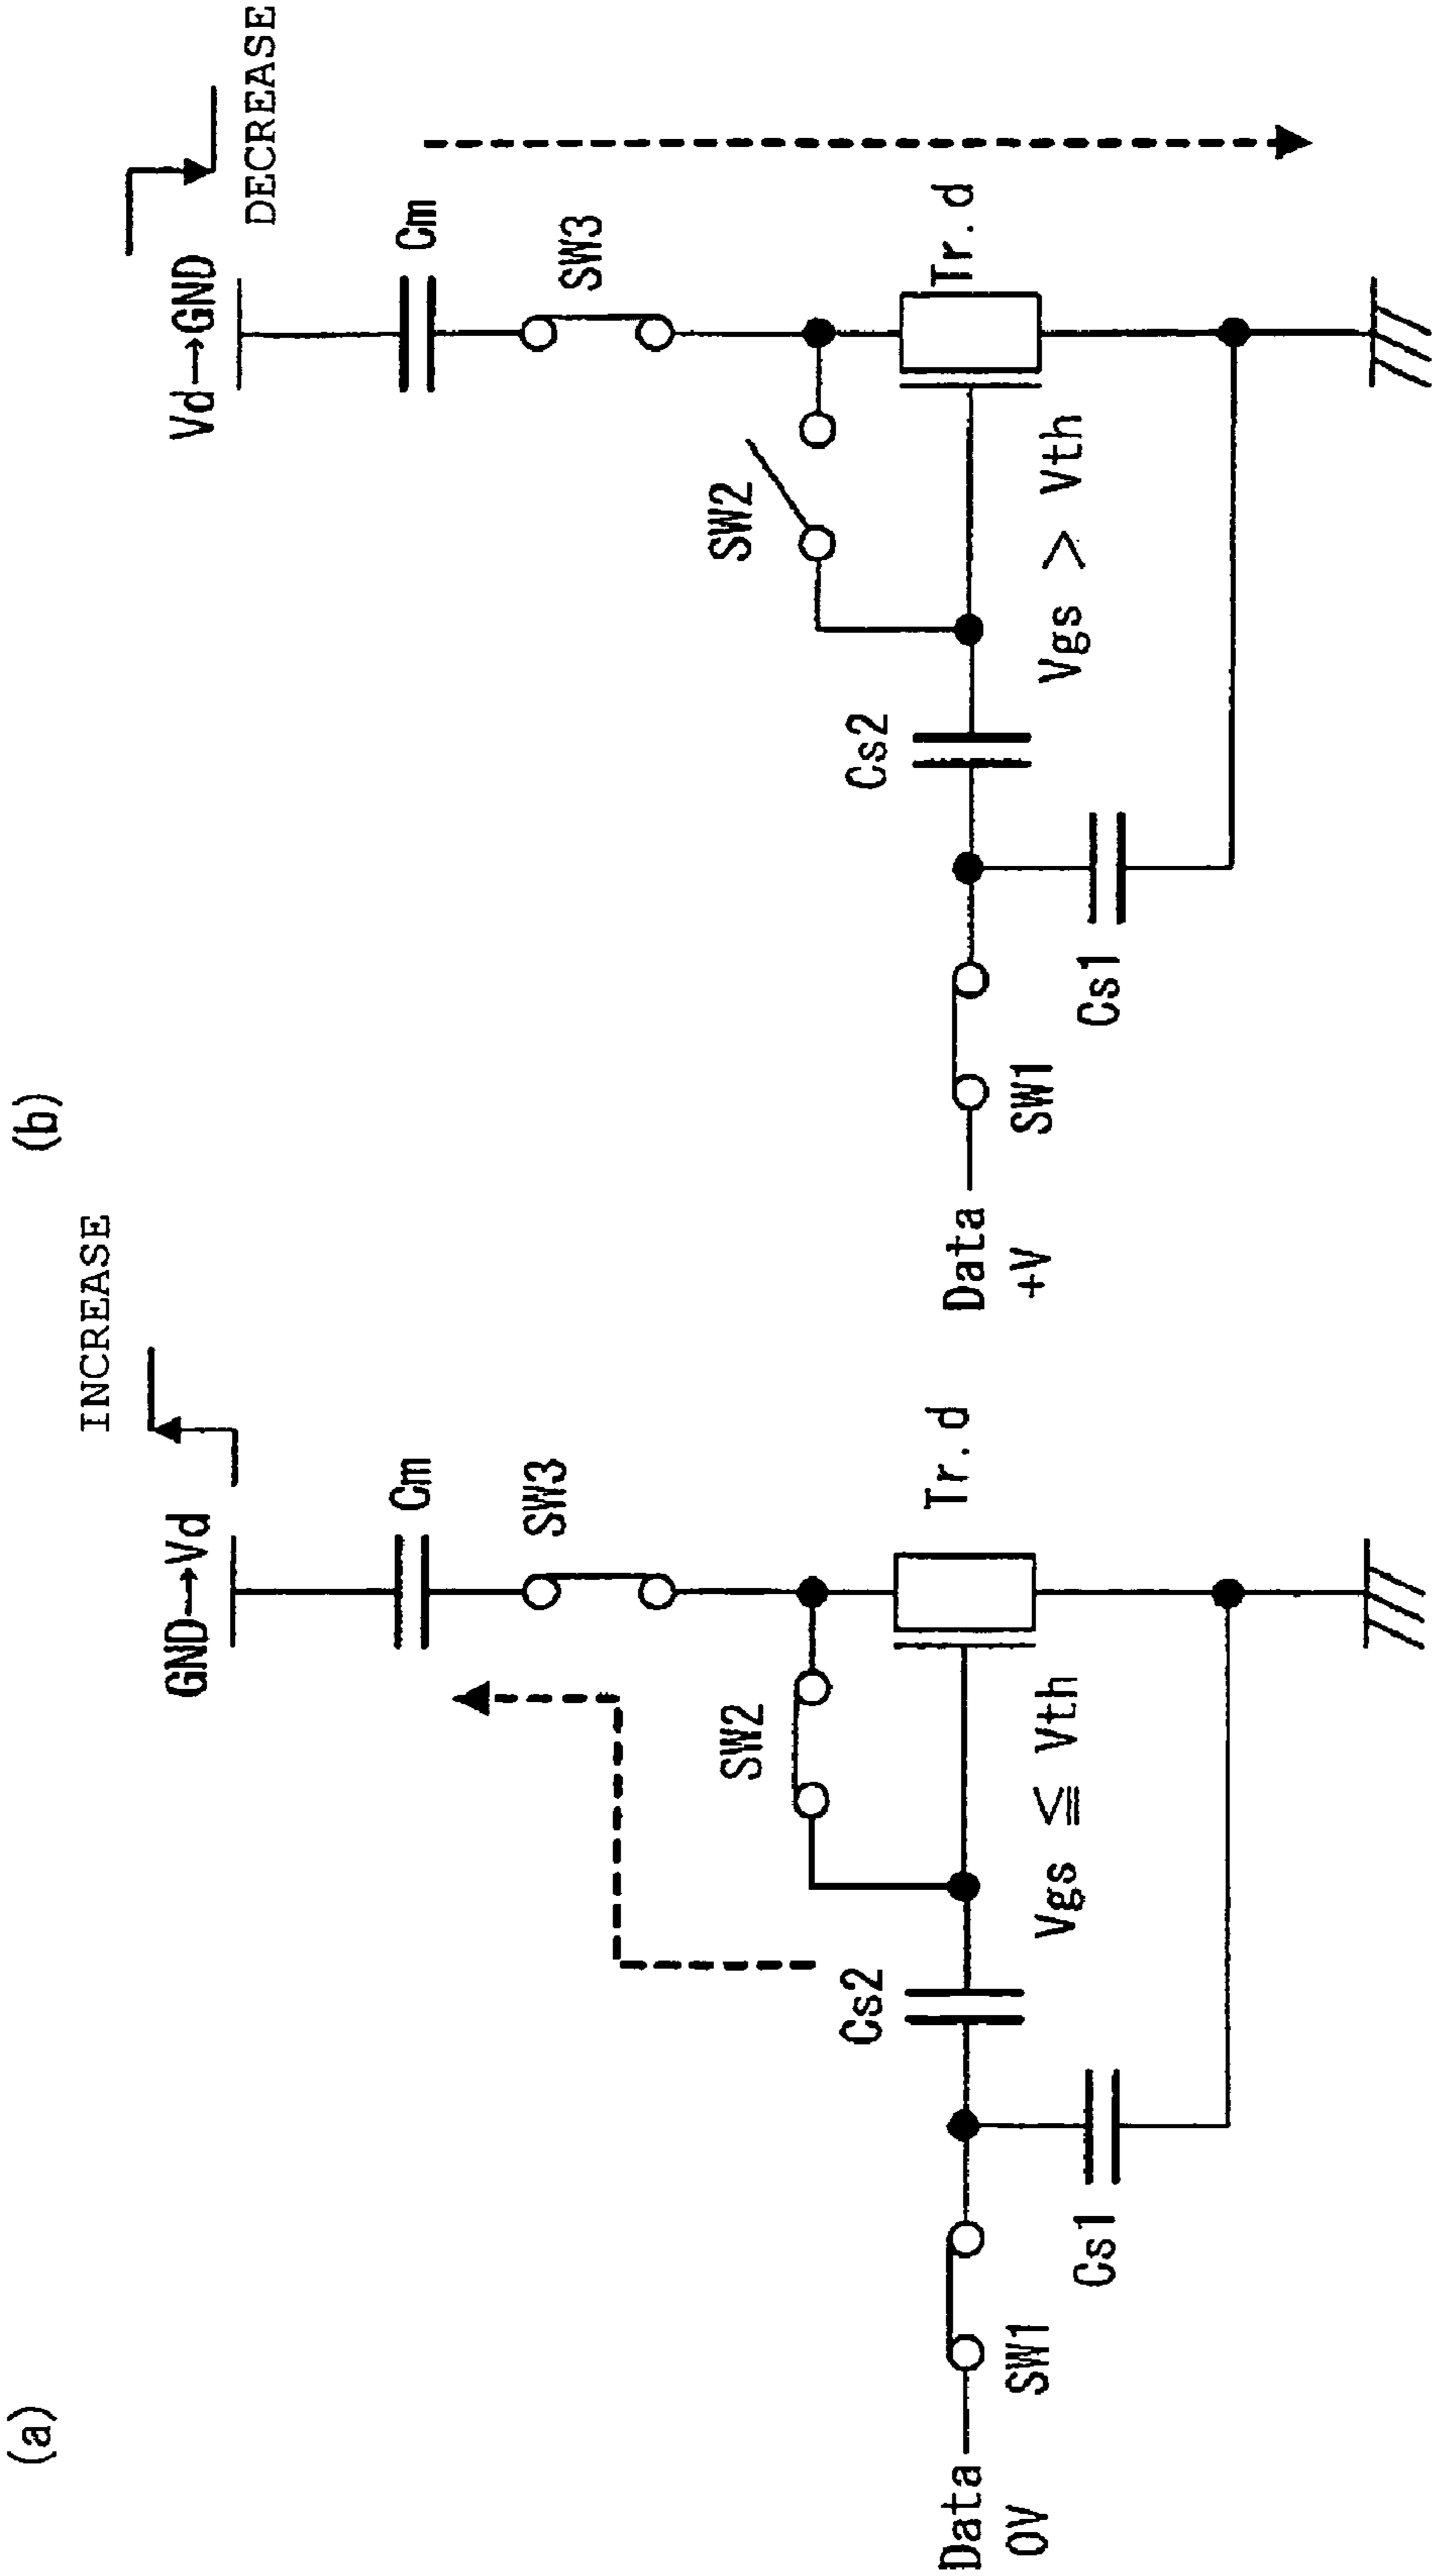 (a)
INCREASE
GND→Vd
Cm
SW3
SW2
Tr.d
Cs2
Vgs ≦ Vth
Cs1
SW1
Data
0V
(b)
DECREASE
Vd→GND
Cm
SW3
SW2
Tr.d
Cs2
Vgs > Vth
Cs1
SW1
Data
+V